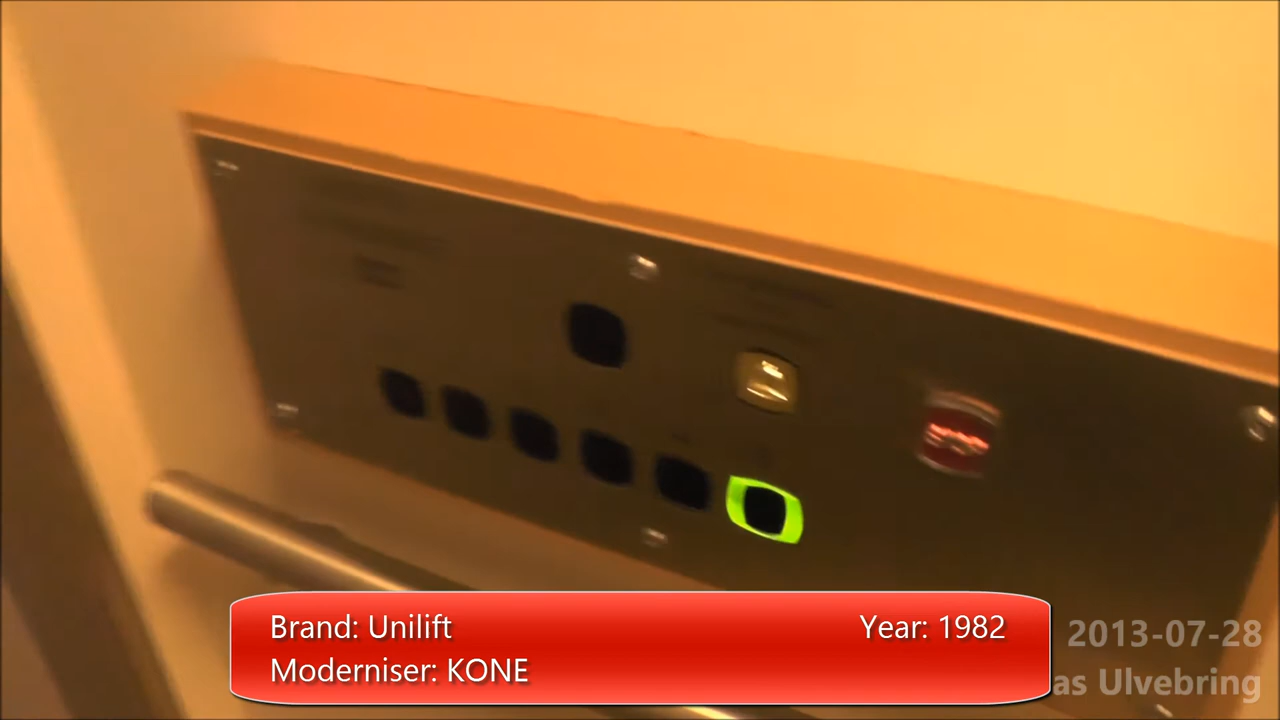 Brand: Unilift
Year: 1982
Moderniser: KONE
2013-07-28
as Ulvebring